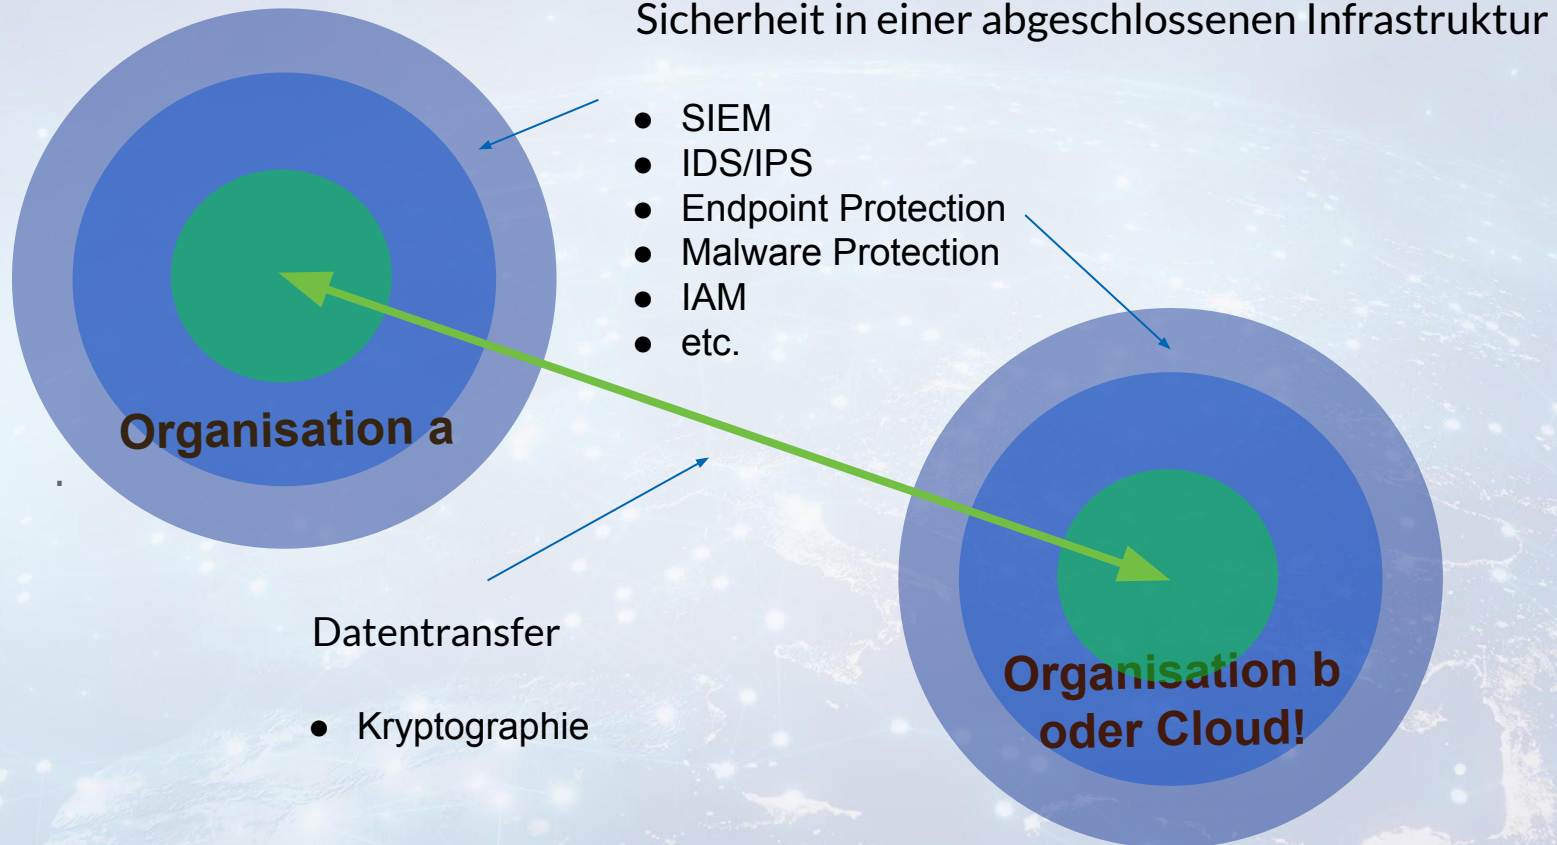 Sicherheit in einer abgeschlossenen Infrastruktur
● SIEM
● IDS/IPS
● Endpoint Protection
● Malware Protection
● IAM
● etc.
Organisation a
.
Datentransfer
● Kryptographie
Organisation b
oder Cloud!